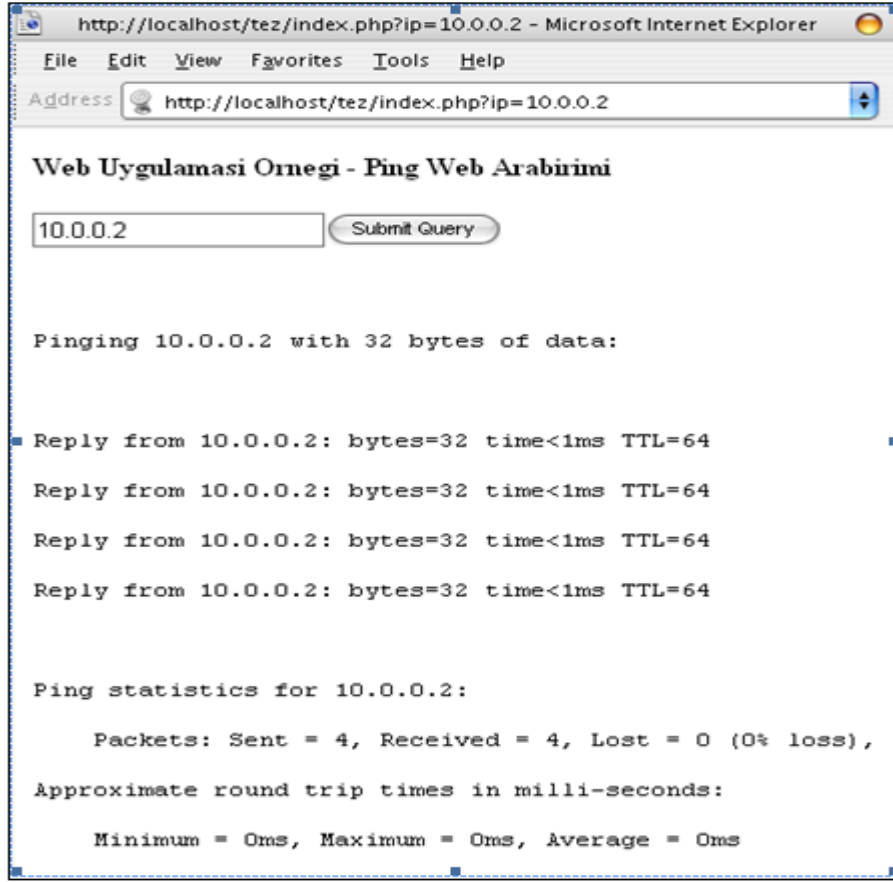 http://localhost/tez/index.php?ip=10.0.0.2 - Microsoft Internet Explorer
File Edit View Favorites Tools Help
Address http://localhost/tez/index.php?ip=10.0.0.2
Web Uygulamasi Ornegi - Ping Web Arabirimi
10.0.0.2 Submit Query
Pinging 10.0.0.2 with 32 bytes of data:
Reply from 10.0.0.2: bytes=32 time<1ms TTL=64
Reply from 10.0.0.2: bytes=32 time<1ms TTL=64
Reply from 10.0.0.2: bytes=32 time<1ms TTL=64
Reply from 10.0.0.2: bytes=32 time<1ms TTL=64
Ping statistics for 10.0.0.2:
Packets: Sent = 4, Received = 4, Lost = 0 (0% loss),
Approximate round trip times in milli-seconds:
Minimum = 0ms, Maximum = 0ms, Average = 0ms